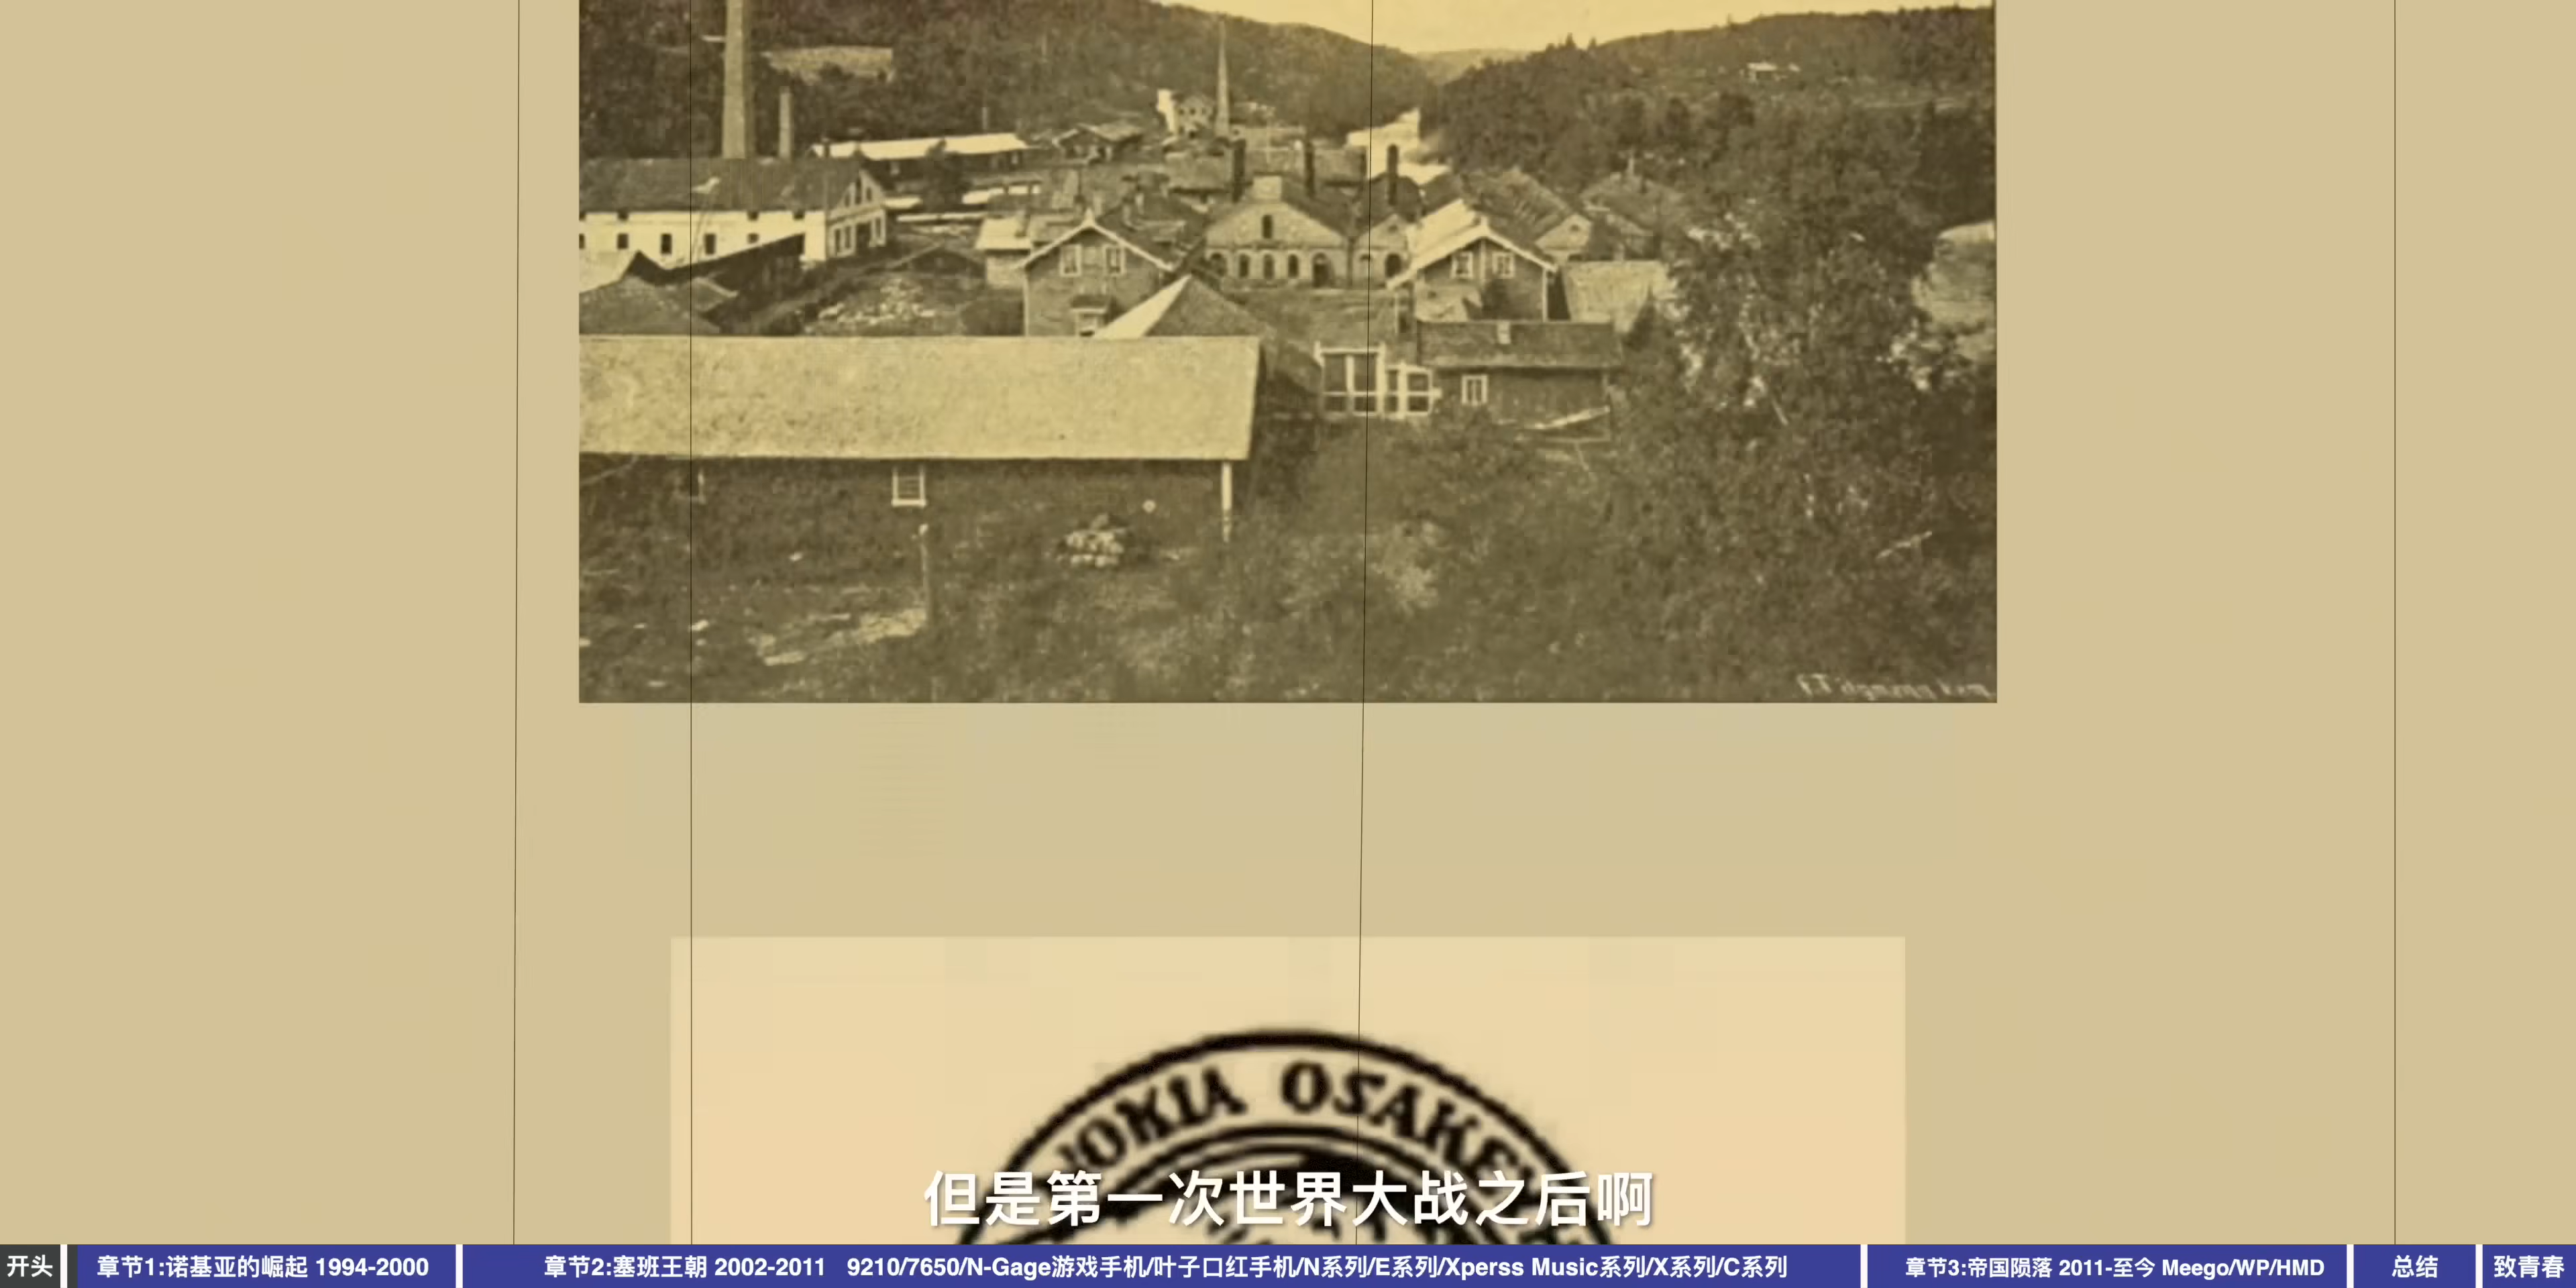 NOKIA OSAKE
但是第一次世界大战之后啊
开头
章节1:诺基亚的崛起 1994-2000
章节2:塞班王朝 2002-2011 9210/7650/N-Gage游戏手机/叶子口红手机/N系列/E系列/Xperss Music系列/X系列/C系列
章节3:帝国陨落 2011-至今 Meego/WP/HMD
总结
致青春